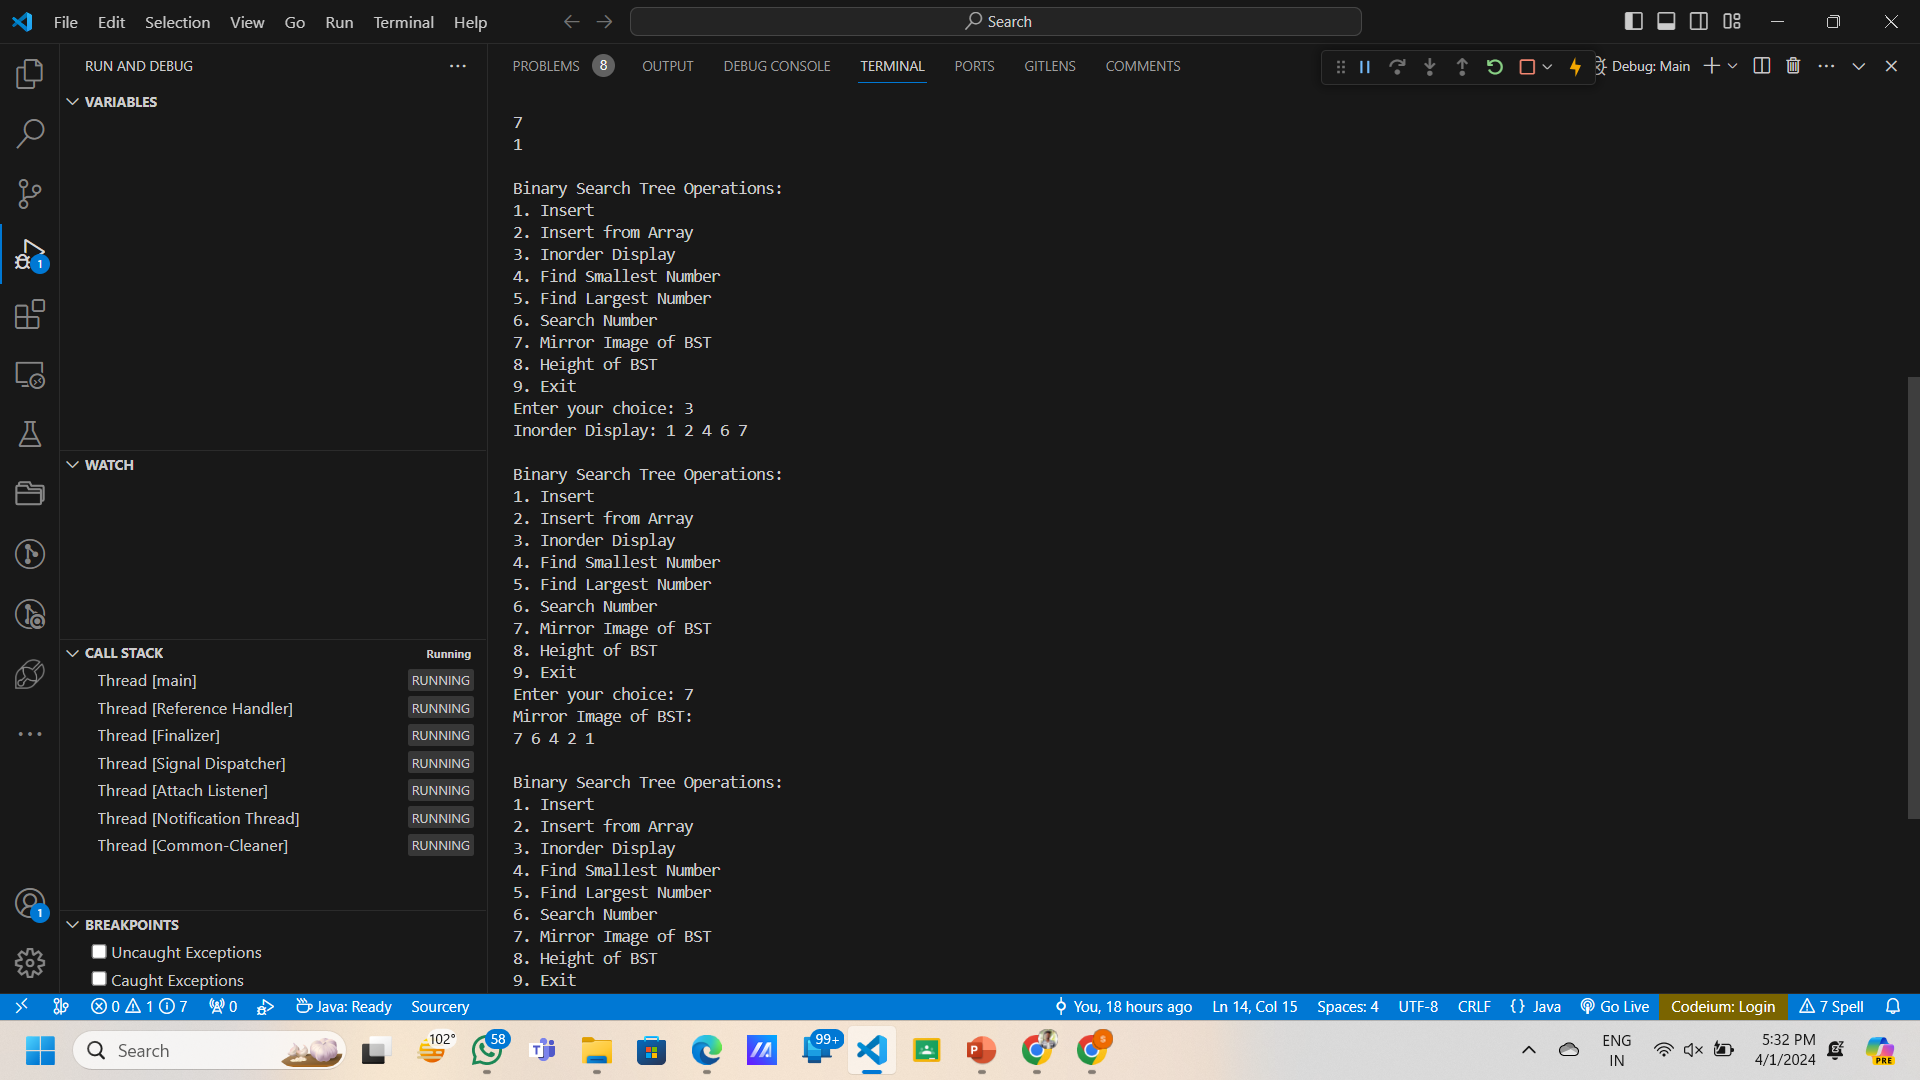 File Edit Selection View Go Run Terminal Help
Search
RUN AND DEBUG
VARIABLES
WATCH
CALL STACK Running
Thread [main] RUNNING
Thread [Reference Handler] RUNNING
Thread [Finalizer] RUNNING
Thread [Signal Dispatcher] RUNNING
Thread [Attach Listener] RUNNING
Thread [Notification Thread] RUNNING
Thread [Common-Cleaner] RUNNING
BREAKPOINTS
Uncaught Exceptions
Caught Exceptions
1
1
PROBLEMS 8 OUTPUT DEBUG CONSOLE TERMINAL PORTS GITLENS COMMENTS
Debug: Main
7
1
Binary Search Tree Operations:
1. Insert
2. Insert from Array
3. Inorder Display
4. Find Smallest Number
5. Find Largest Number
6. Search Number
7. Mirror Image of BST
8. Height of BST
9. Exit
Enter your choice: 3
Inorder Display: 1 2 4 6 7
Binary Search Tree Operations:
1. Insert
2. Insert from Array
3. Inorder Display
4. Find Smallest Number
5. Find Largest Number
6. Search Number
7. Mirror Image of BST
8. Height of BST
9. Exit
Enter your choice: 7
Mirror Image of BST:
7 6 4 2 1
Binary Search Tree Operations:
1. Insert
2. Insert from Array
3. Inorder Display
4. Find Smallest Number
5. Find Largest Number
6. Search Number
7. Mirror Image of BST
8. Height of BST
9. Exit
0 1 7 0 Java: Ready Sourcery You, 18 hours ago Ln 14, Col 15 Spaces: 4 UTF-8 CRLF {} Java Go Live Codeium: Login 7 Spell
Search 102° 58 99+ S ENG 5:32 PM
IN 4/1/2024 PRE